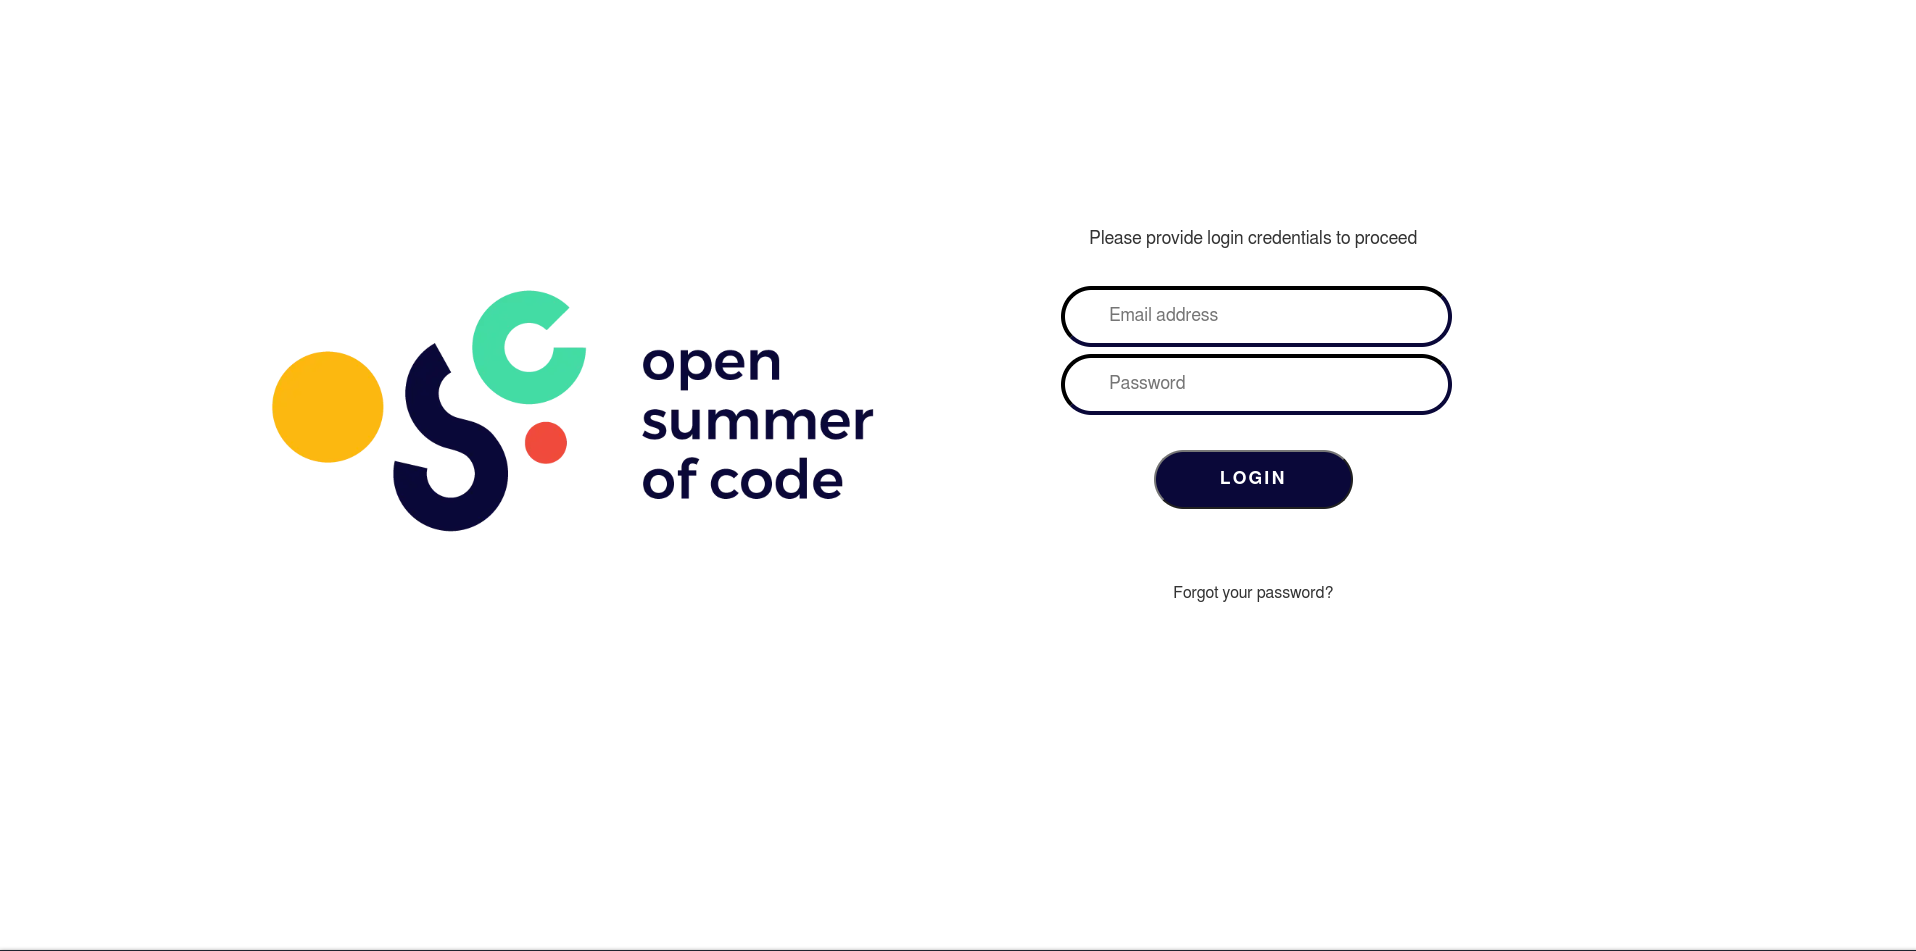 open
summer
of code
Please provide login credentials to proceed
Email address
Password
LOGIN
Forgot your password?